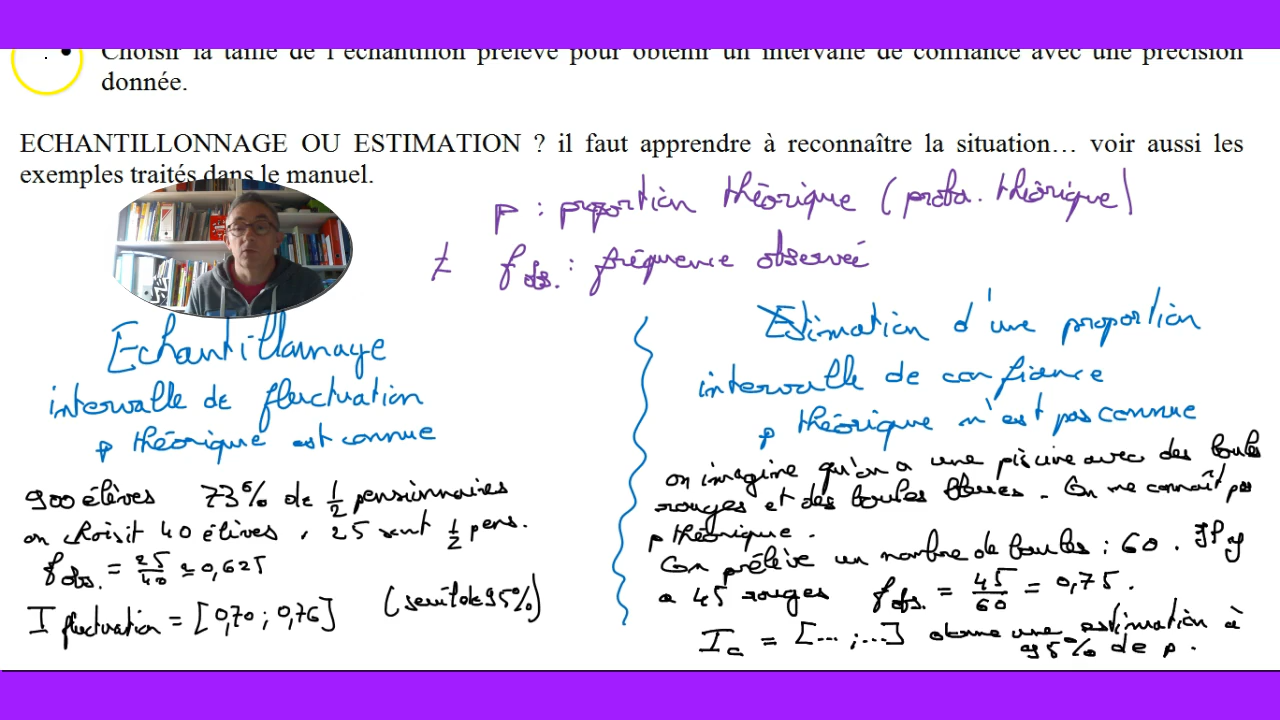 Choisir la taille de l'échantillon prélevé pour obtenir un intervalle de confiance avec une précision
donnée.
ECHANTILLONNAGE OU ESTIMATION ? il faut apprendre à reconnaître la situation… voir aussi les
exemples traités dans le manuel.
p : proportion théorique (proba. théorique)
≠ f obs. : fréquence observée
Echantillonnage
intervalle de fluctuation
p théorique est connue
900 élèves 73% de 1/2 pensionnaires
on choisit 40 élèves, 25 sont 1/2 pens.
f obs. = 25/40 ≃ 0,625
I fluctuation = [0,70 ; 0,76] (seuil de 95%)
Estimation d'une proportion
intervalle de confiance
p théorique n'est pas connue
on imagine qu'on a une piscine avec des boules
rouges et des boules bleues. On ne connaît pas
p théorique.
On prélève un nombre de boules : 60. Il y
a 45 rouges f obs. = 45/60 = 0,75.
Ic = [... ; ...] donne une estimation à
95% de p.